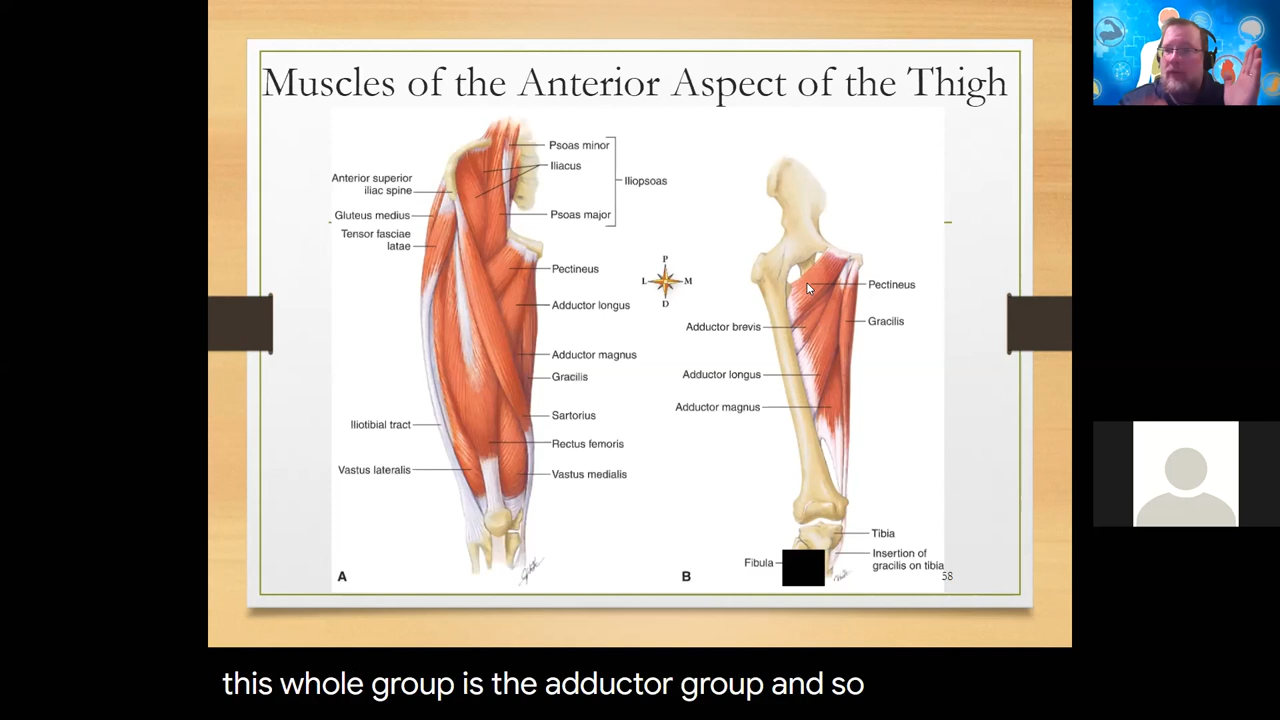 Muscles of the Anterior Aspect of the Thigh
Psoas minor
Iliacus
Iliopsoas
Psoas major
Anterior superior
iliac spine
Gluteus medius
Tensor fasciae
latae
Pectineus
Adductor longus
Adductor magnus
Gracilis
Sartorius
Rectus femoris
Vastus medialis
Iliotibial tract
Vastus lateralis
A
P
L
M
D
Pectineus
Gracilis
Adductor brevis
Adductor longus
Adductor magnus
Tibia
Insertion of
gracilis on tibia
Fibula
B
58
this whole group is the adductor group and so